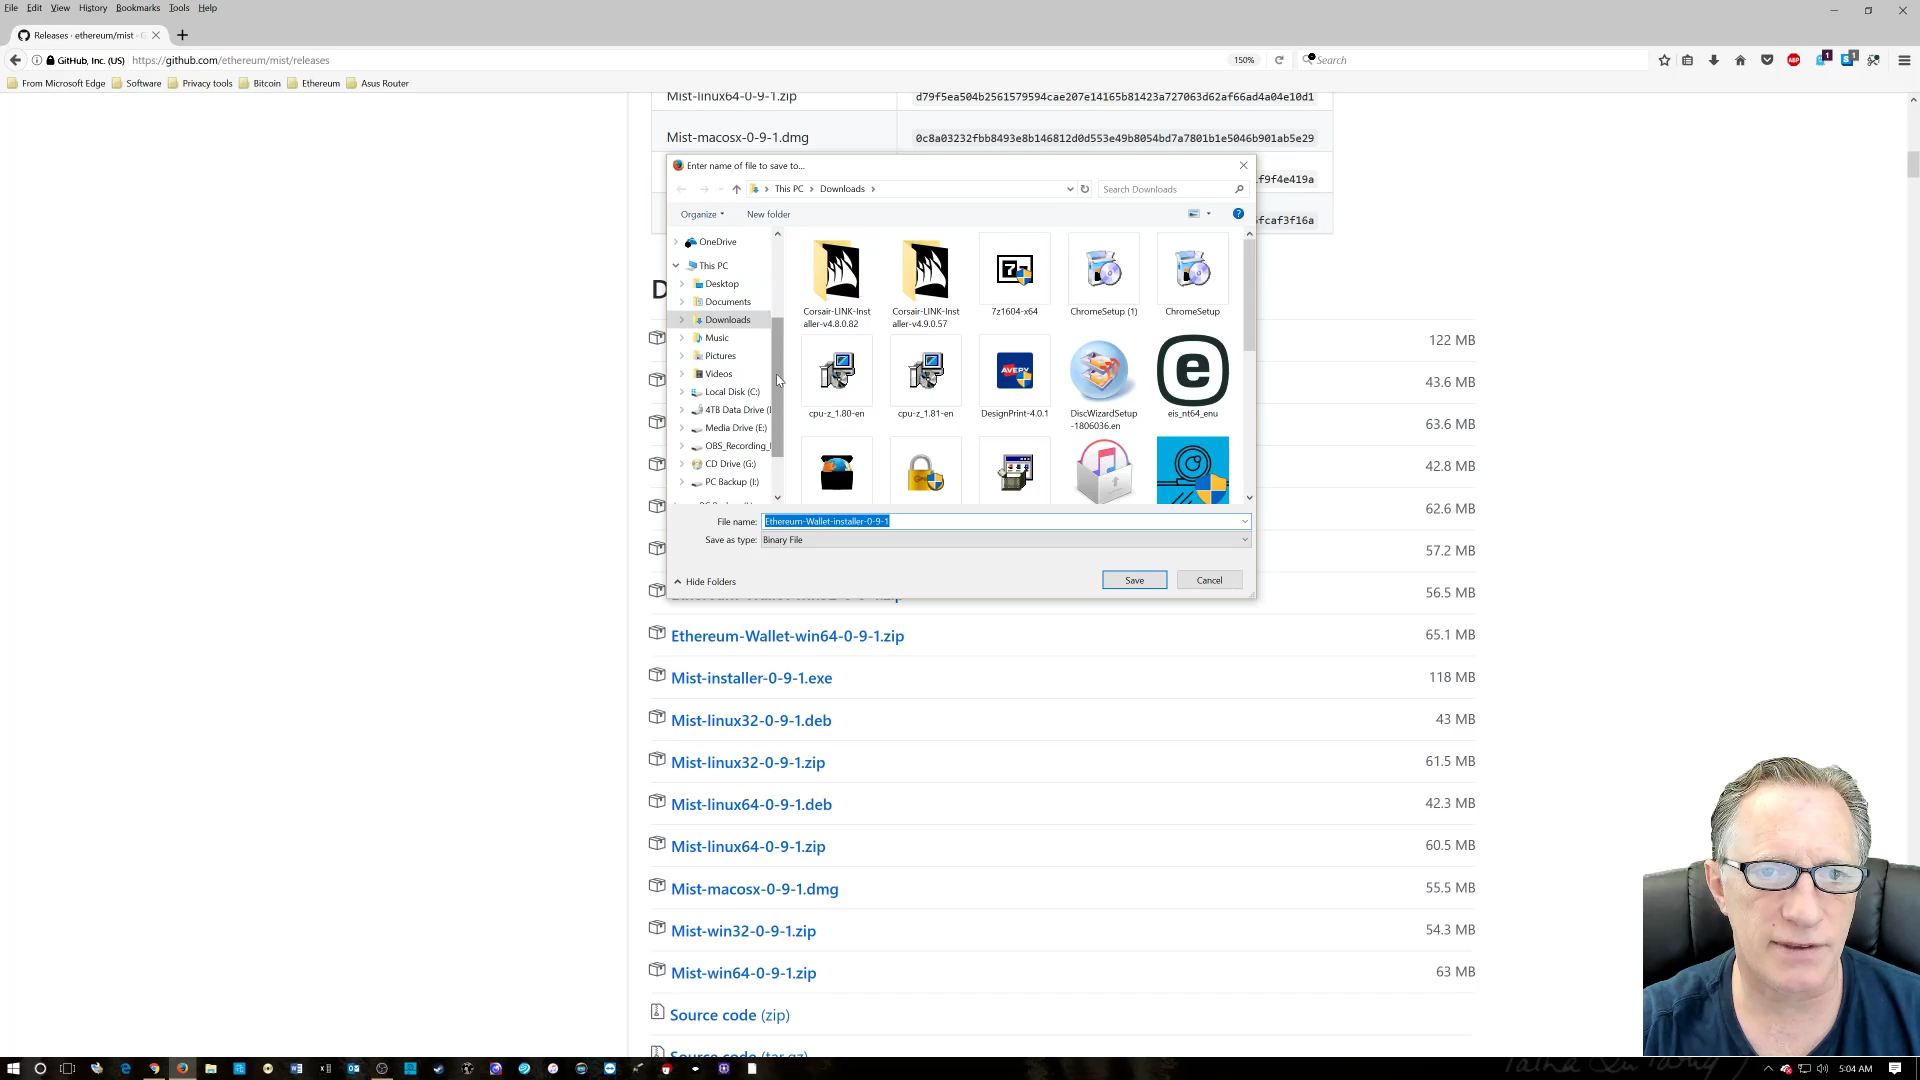 File Edit View History Bookmarks Tools Help
Releases · ethereum/mist · G
GitHub, Inc. (US) https://github.com/ethereum/mist/releases 150% Search
From Microsoft Edge Software Privacy tools Bitcoin Ethereum Asus Router
Mist-linux64-0-9-1.zip d79f5ea504b2561579594cae207e14165b81423a727063d62af66ad4a04e10d1
Mist-macosx-0-9-1.dmg 0c8a03232fbb8493e8b146812d0d553e49b8054bd7a7801b1e5046b901ab5e29
Enter name of file to save to...
f9f4e419a
This PC Downloads Search Downloads
Organize New folder
fcaf3f16a
OneDrive
This PC
Desktop
Documents
Downloads
Music
Pictures
Videos
Local Disk (C:)
4TB Data Drive (
Media Drive (E:)
OBS_Recording_
CD Drive (G:)
PC Backup (I:)
Corsair-LINK-Installer-v4.8.0.82
Corsair-LINK-Installer-v4.9.0.57
7z1604-x64
ChromeSetup (1)
ChromeSetup
cpu-z_1.80-en
cpu-z_1.81-en
AVERY
DesignPrint-4.0.1
DiscWizardSetup-1806036.en
eis_nt64_enu
File name: Ethereum-Wallet-installer-0-9-1
Save as type: Binary File
Hide Folders Save Cancel
D
122 MB
43.6 MB
63.6 MB
42.8 MB
62.6 MB
57.2 MB
56.5 MB
Ethereum-Wallet-win64-0-9-1.zip 65.1 MB
Mist-installer-0-9-1.exe 118 MB
Mist-linux32-0-9-1.deb 43 MB
Mist-linux32-0-9-1.zip 61.5 MB
Mist-linux64-0-9-1.deb 42.3 MB
Mist-linux64-0-9-1.zip 60.5 MB
Mist-macosx-0-9-1.dmg 55.5 MB
Mist-win32-0-9-1.zip 54.3 MB
Mist-win64-0-9-1.zip 63 MB
Source code (zip)
Source code (tar.gz)
5:04 AM